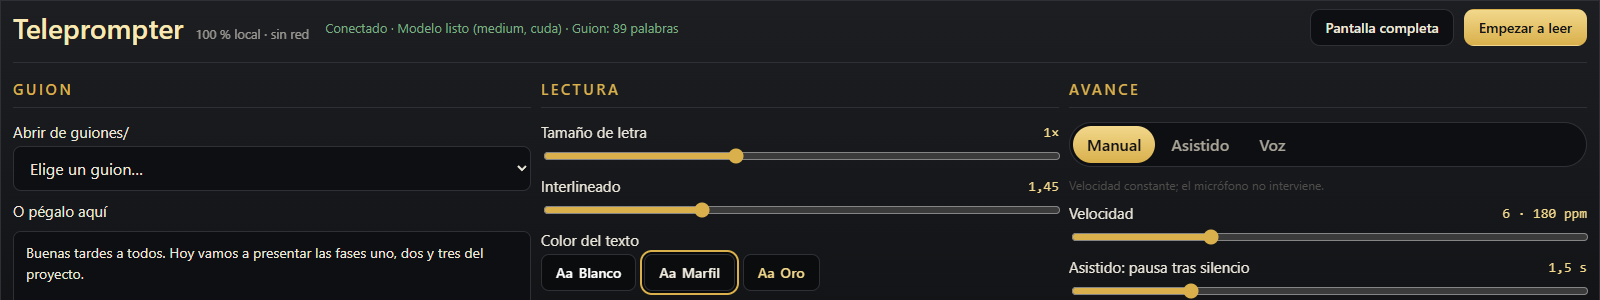 Teleprompter 100 % local · sin red Conectado · Modelo listo (medium, cuda) · Guion: 89 palabras Pantalla completa Empezar a leer
GUION
Abrir de guiones/
Elige un guion...
O pégalo aquí
Buenas tardes a todos. Hoy vamos a presentar las fases uno, dos y tres del
proyecto.
LECTURA
Tamaño de letra 1×
Interlineado 1,45
Color del texto
Aa Blanco Aa Marfil Aa Oro
AVANCE
Manual Asistido Voz
Velocidad constante; el micrófono no interviene.
Velocidad 6 · 180 ppm
Asistido: pausa tras silencio 1,5 s